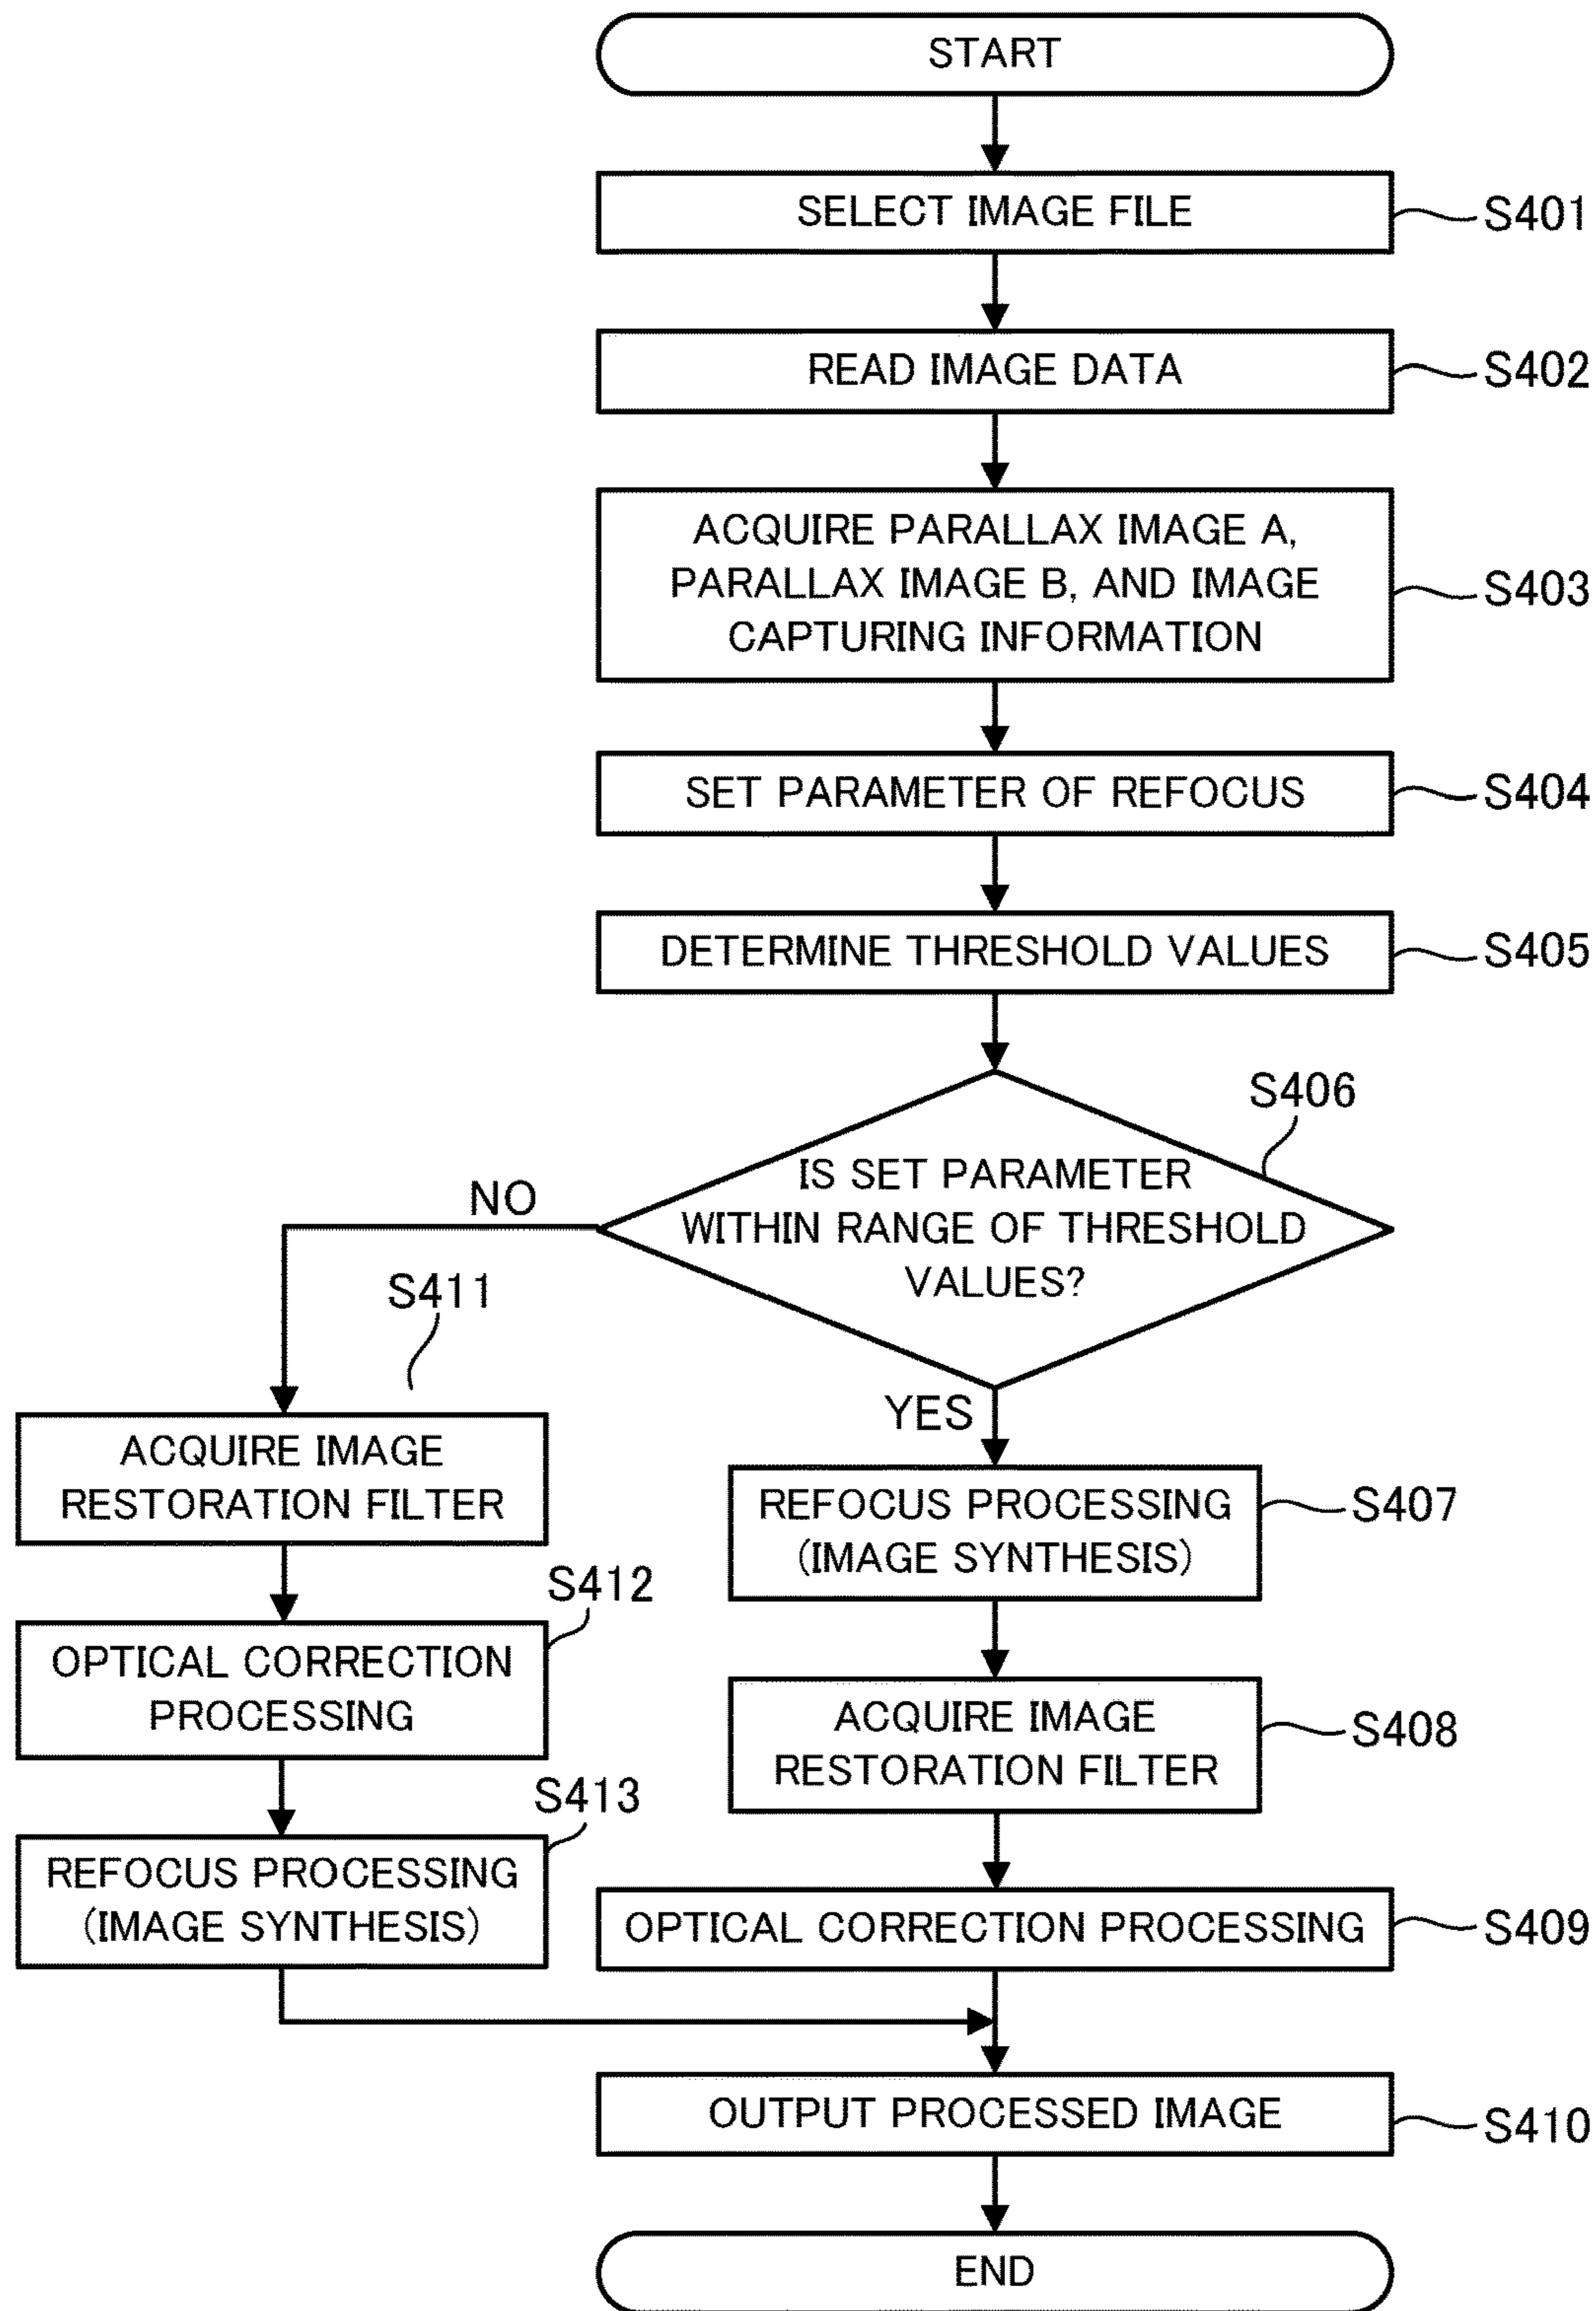 START
SELECT IMAGE FILE
S401
READ IMAGE DATA
S402
ACQUIRE PARALLAX IMAGE A,
PARALLAX IMAGE B, AND IMAGE
CAPTURING INFORMATION
S403
SET PARAMETER OF REFOCUS
S404
DETERMINE THRESHOLD VALUES
S405
S406
IS SET PARAMETER
WITHIN RANGE OF THRESHOLD
VALUES?
NO
YES
S411
ACQUIRE IMAGE
RESTORATION FILTER
S412
OPTICAL CORRECTION
PROCESSING
S413
REFOCUS PROCESSING
(IMAGE SYNTHESIS)
REFOCUS PROCESSING
(IMAGE SYNTHESIS)
S407
ACQUIRE IMAGE
RESTORATION FILTER
S408
OPTICAL CORRECTION PROCESSING
S409
OUTPUT PROCESSED IMAGE
S410
END